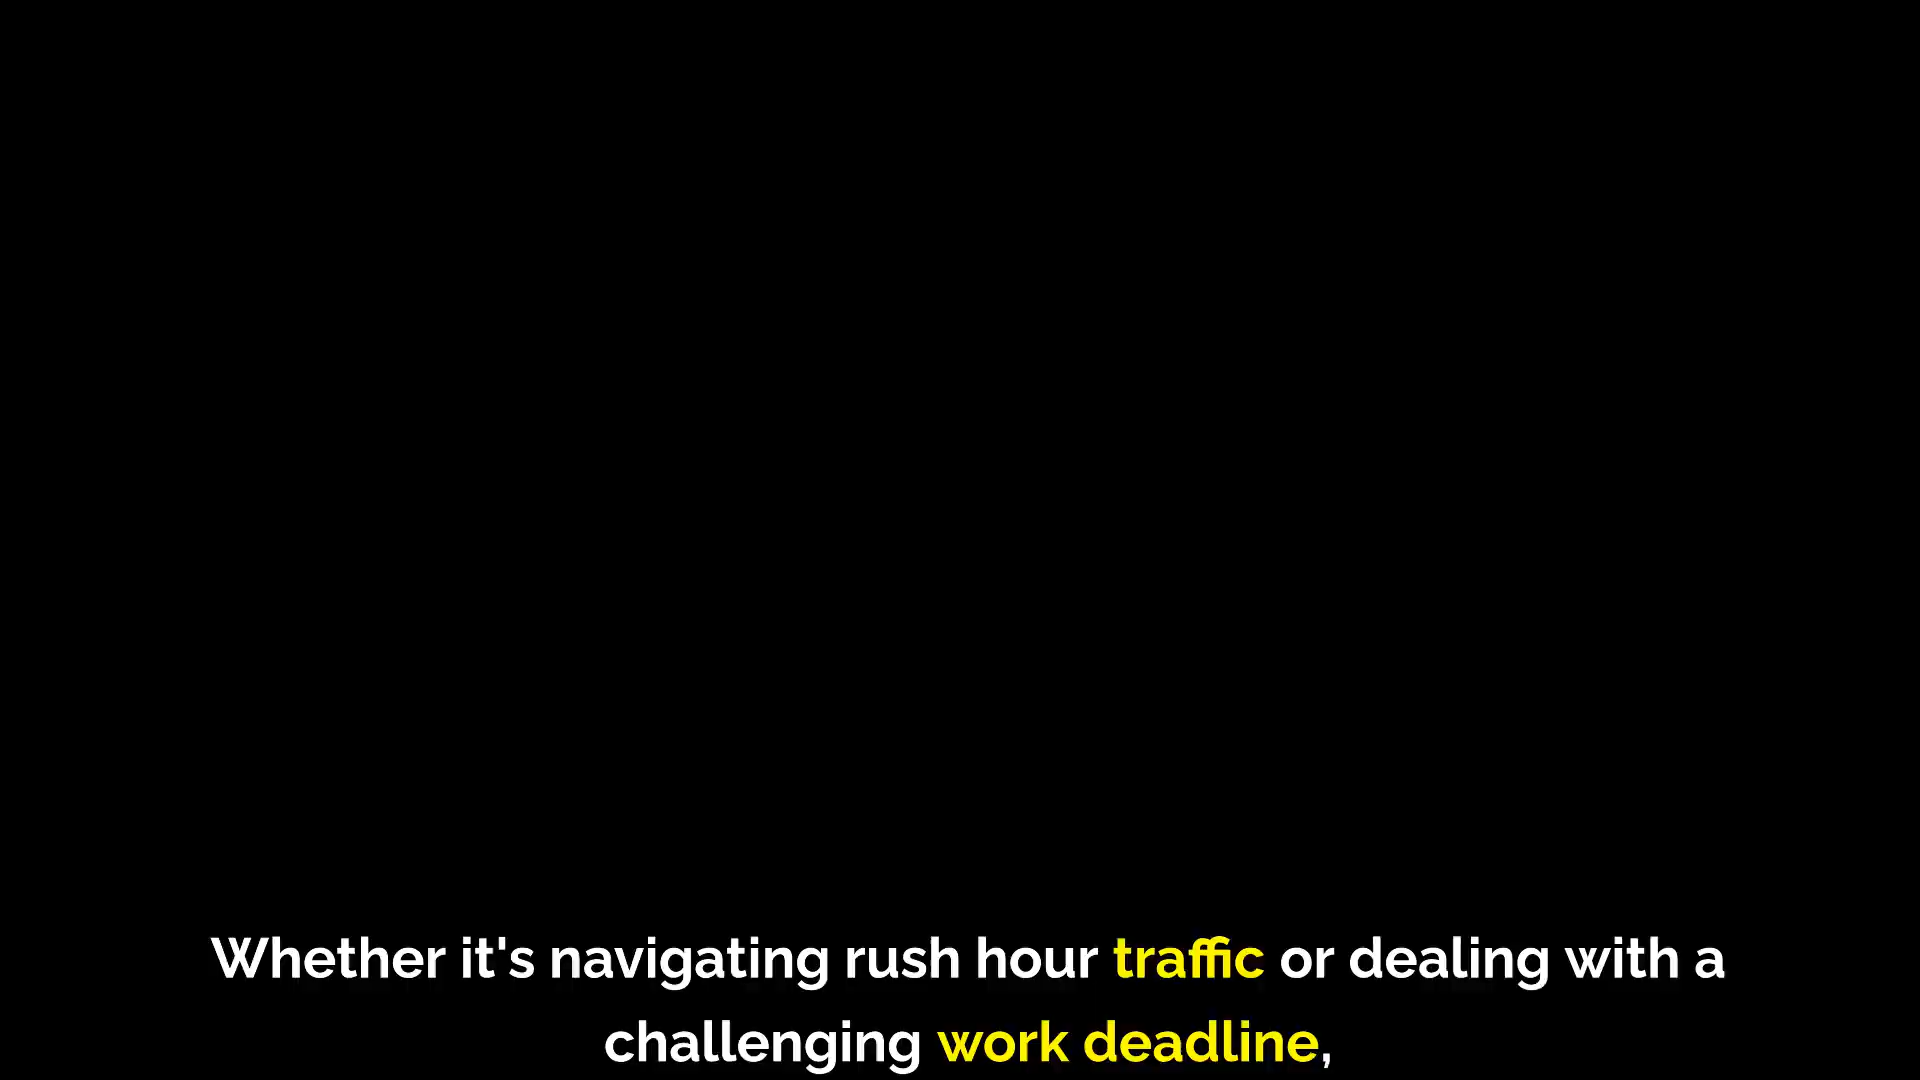 Whether it's navigating rush hour traffic or dealing with a
challenging work deadline,